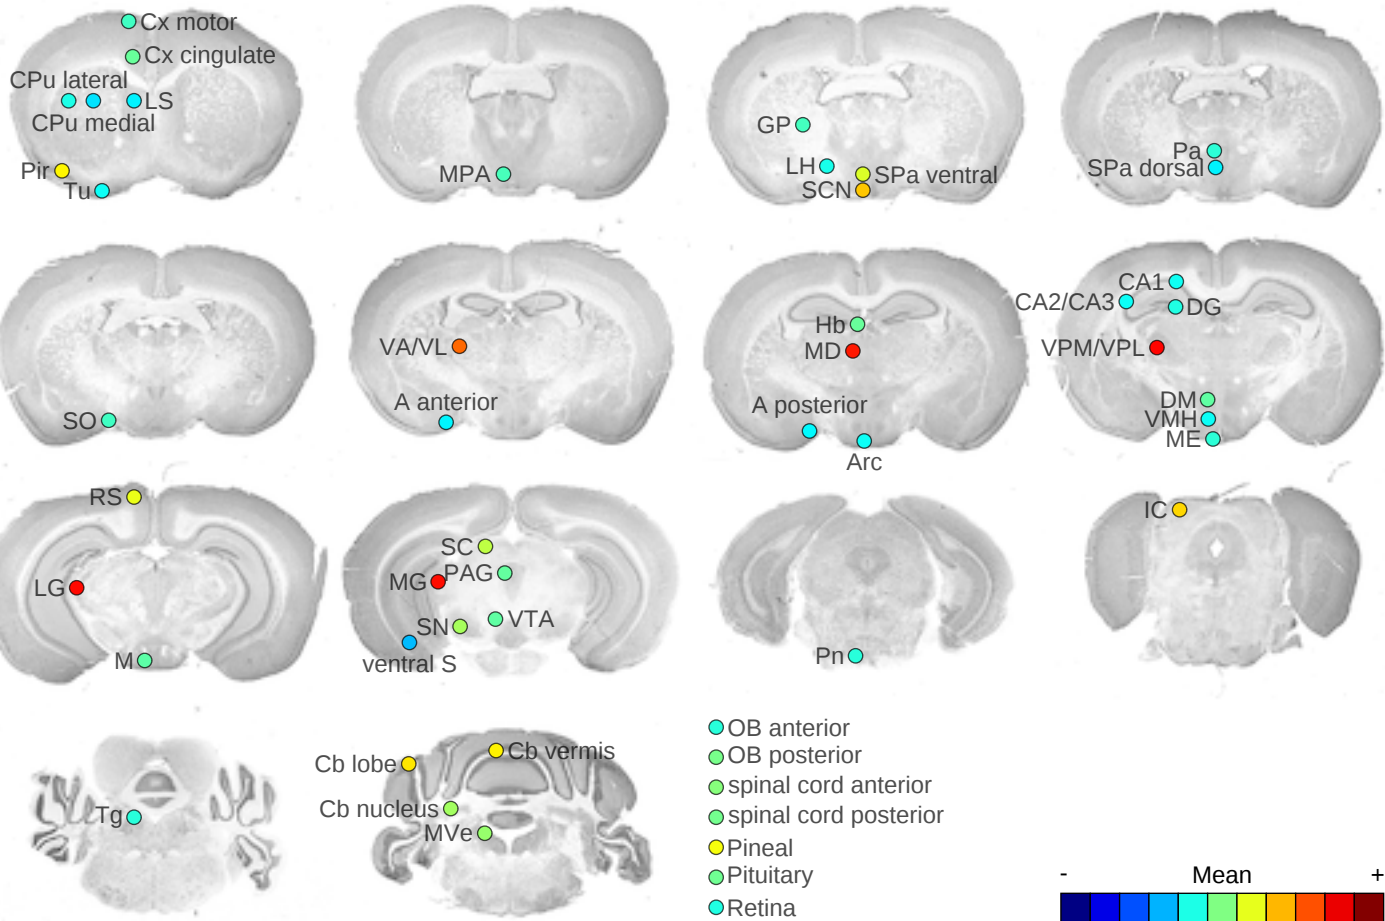 Cx motor
Cx cingulate
CPu lateral
LS
CPu medial
Pir
Tu
MPA
GP
LH
SPa ventral
SCN
Pa
SPa dorsal
SO
VA/VL
A anterior
Hb
MD
A posterior
Arc
CA1
CA2/CA3
DG
VPM/VPL
DM
VMH
ME
RS
LG
M
SC
MG
PAG
SN
VTA
ventral S
Pn
IC
Tg
Cb lobe
Cb vermis
Cb nucleus
MVe
OB anterior
OB posterior
spinal cord anterior
spinal cord posterior
Pineal
Pituitary
Retina
- Mean +